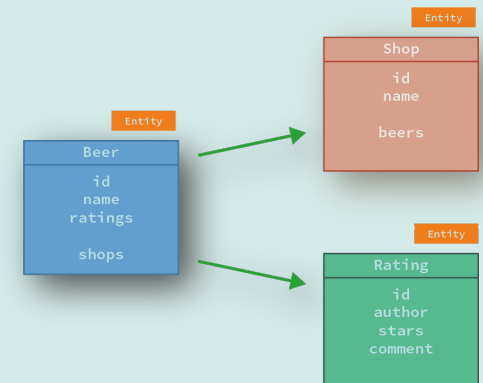 Entity
Shop
id
name
beers
Entity
Beer
id
name
ratings
shops
Entity
Rating
id
author
stars
comment